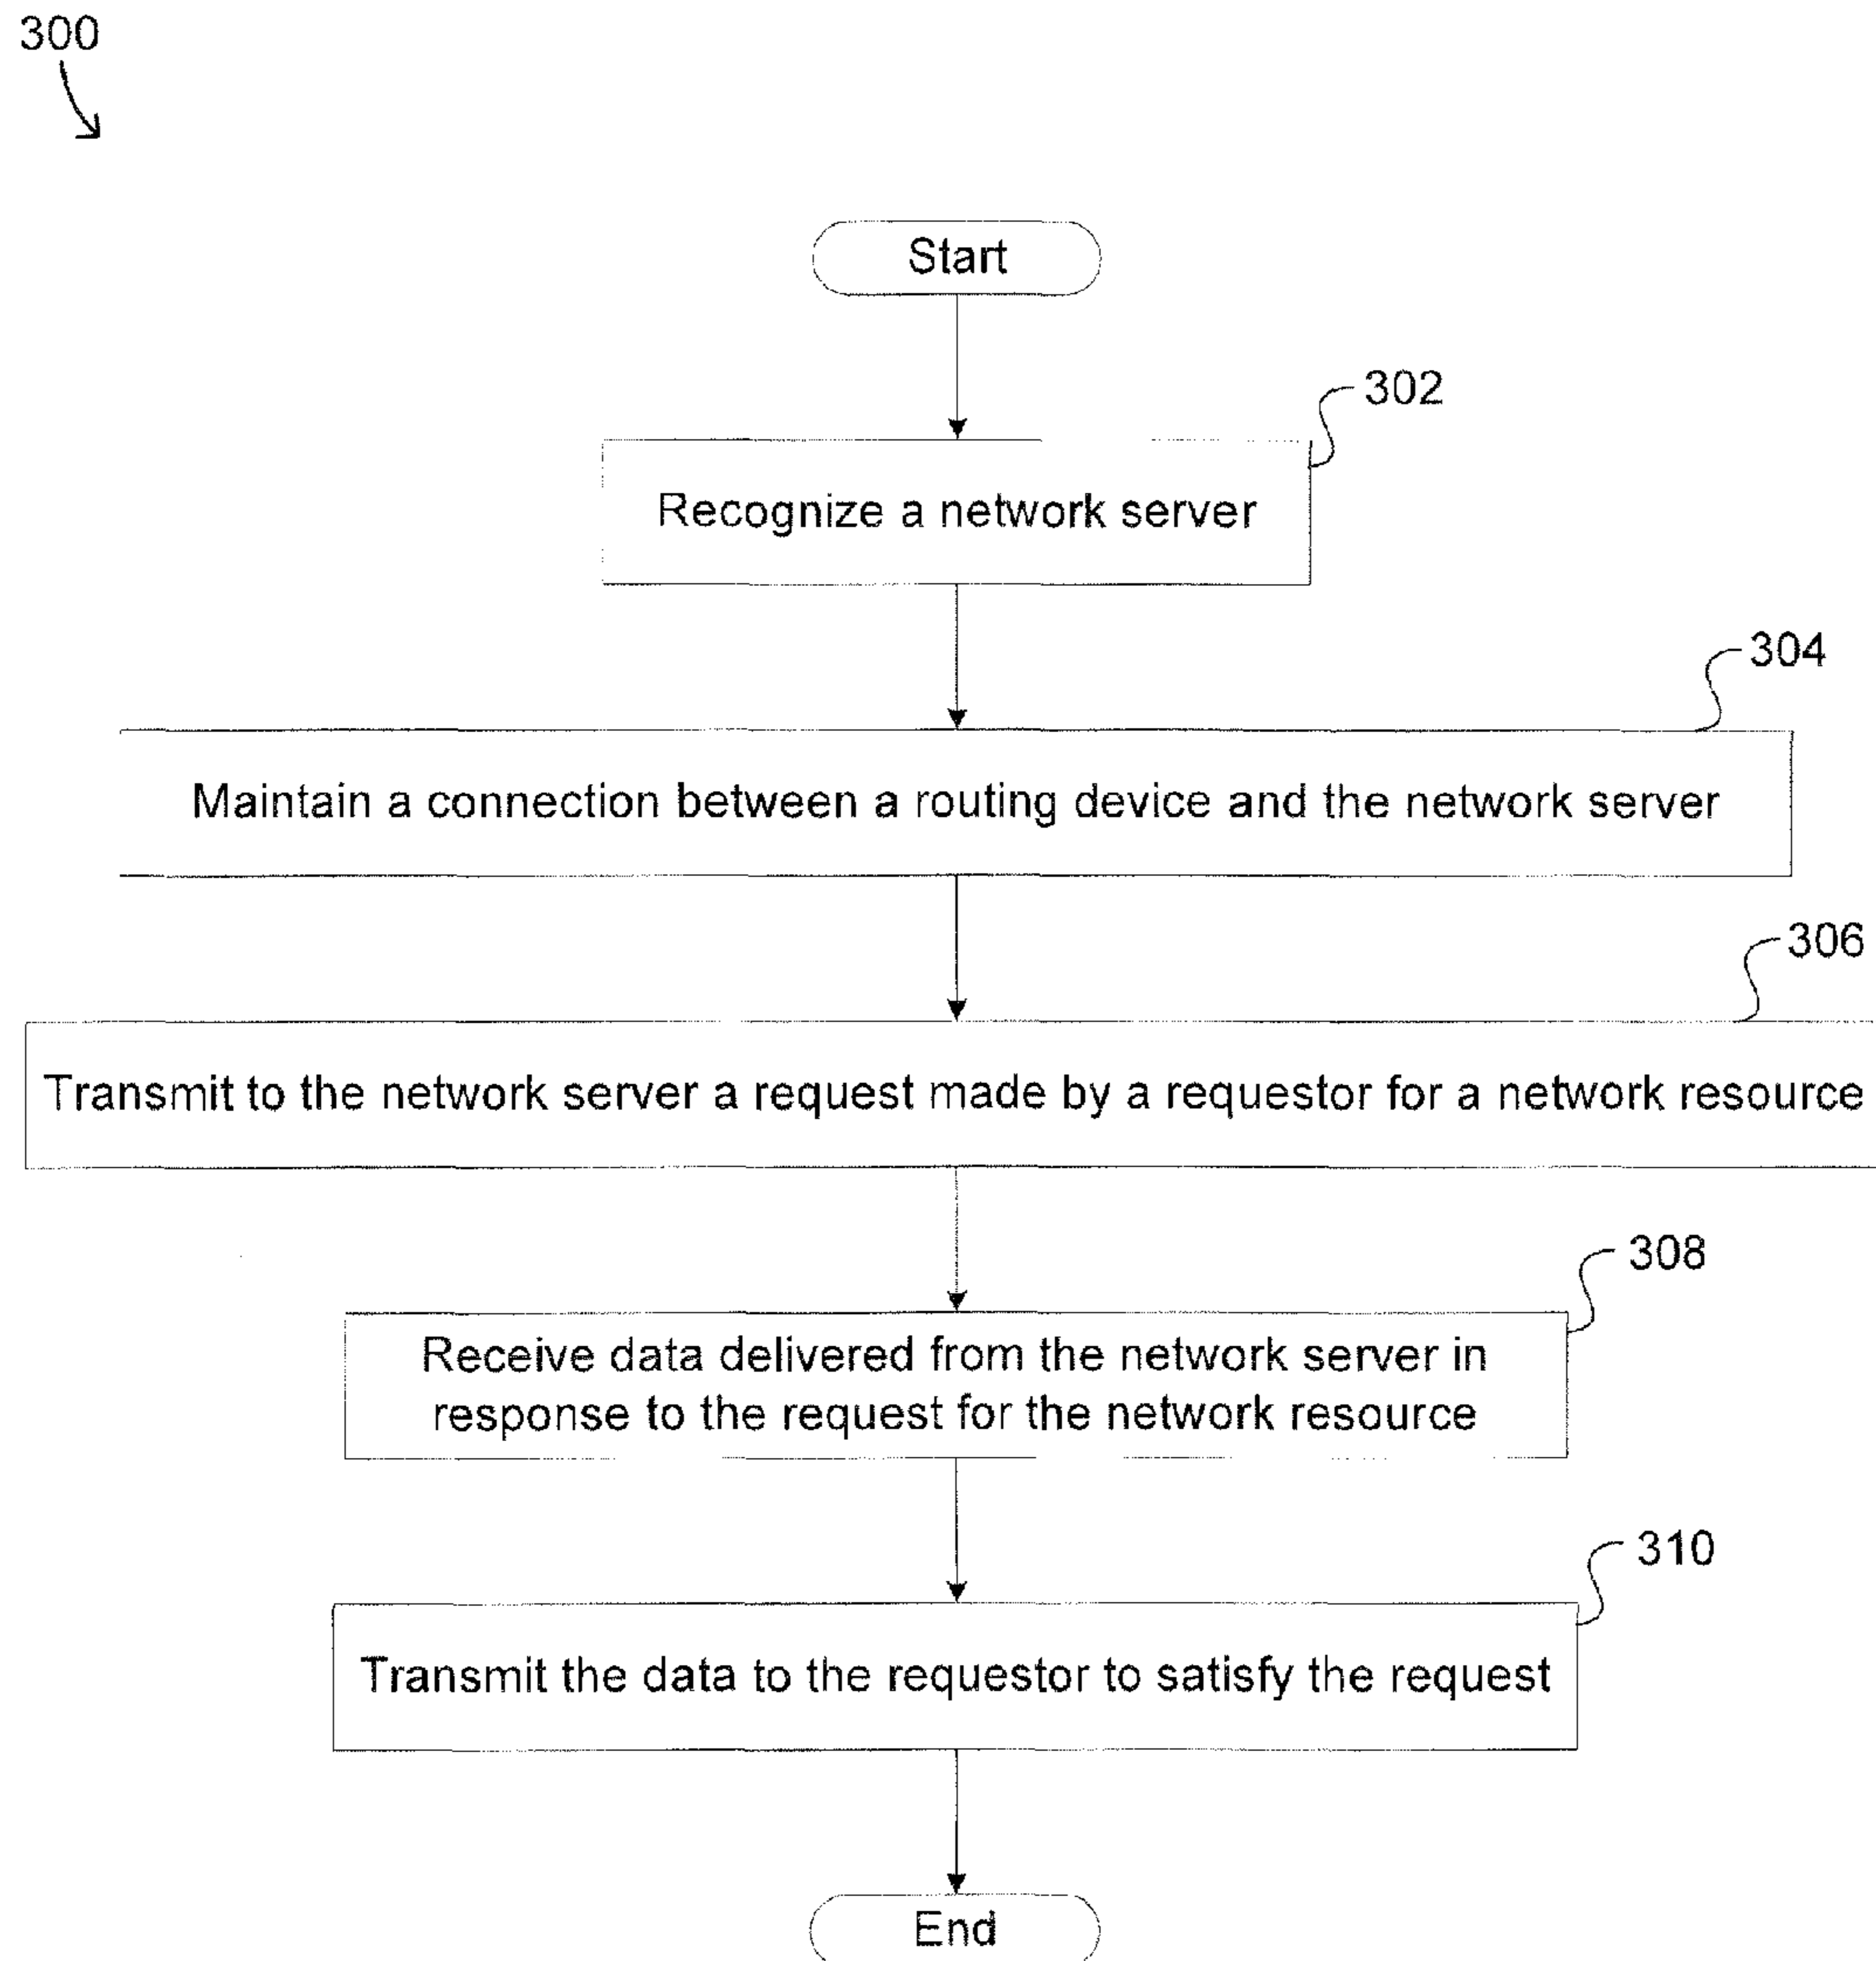 300
Start
302
Recognize a network server
304
Maintain a connection between a routing device and the network server
306
Transmit to the network server a request made by a requestor for a network resource
308
Receive data delivered from the network server in
response to the request for the network resource
310
Transmit the data to the requestor to satisfy the request
End